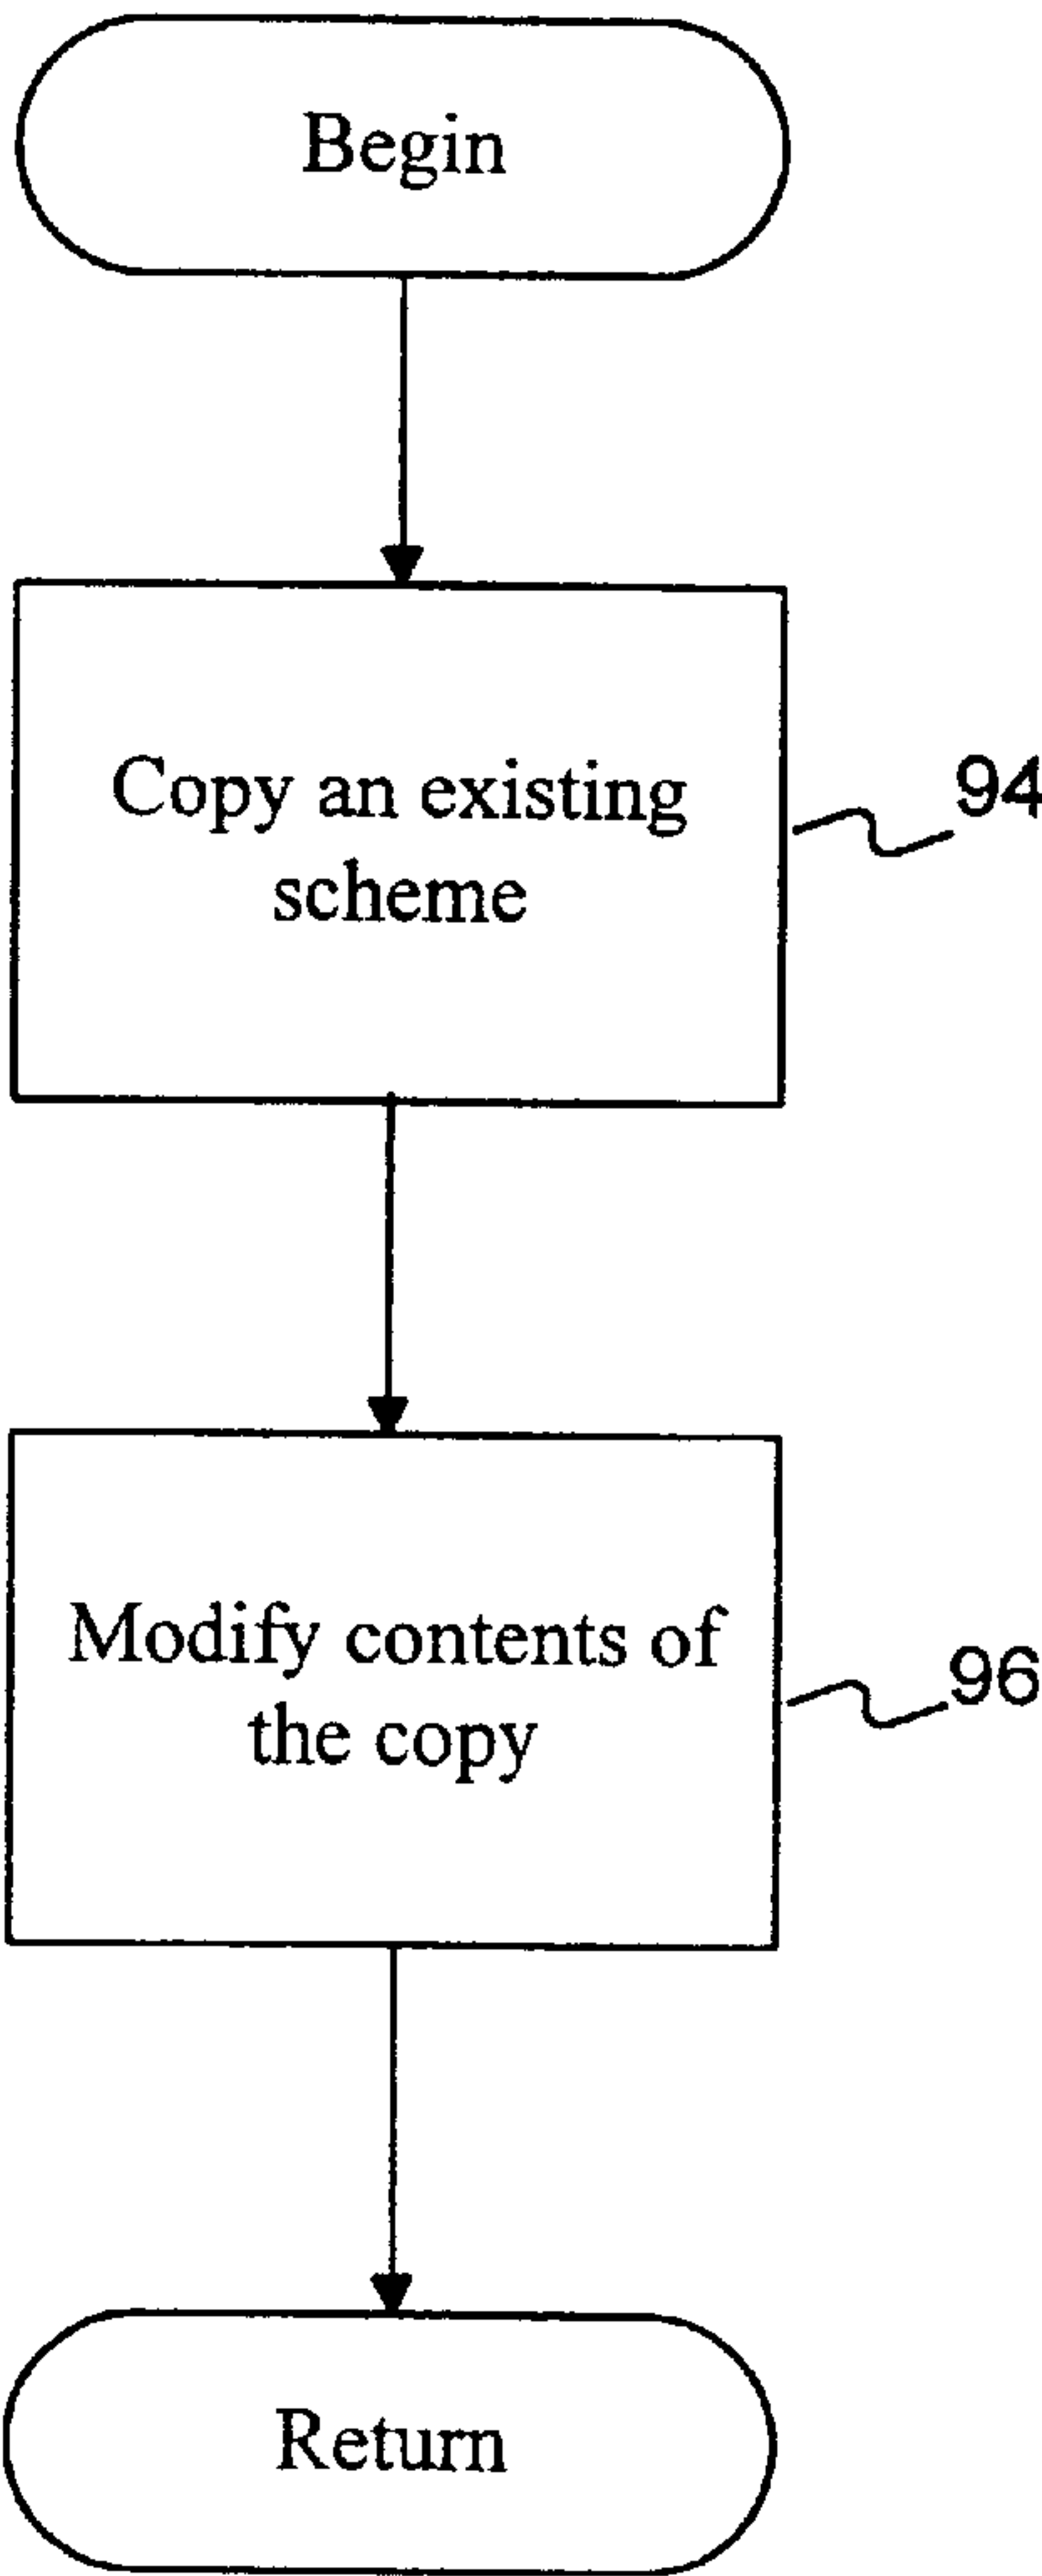 Begin
Copy an existing
scheme
94
Modify contents of
the copy
96
Return